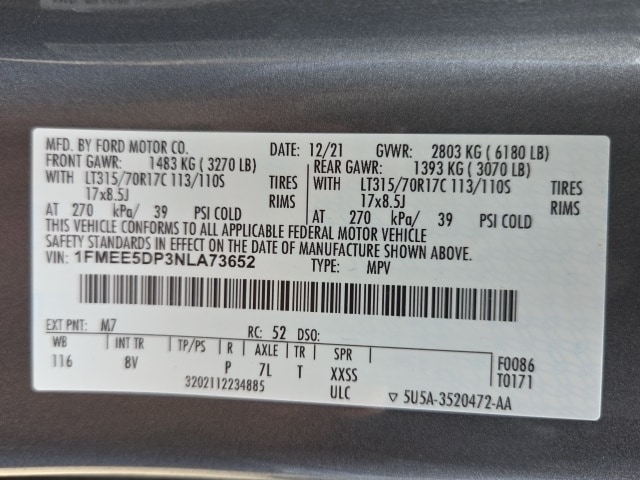 MFD. BY FORD MOTOR CO. DATE: 12/21 GVWR: 2803 KG ( 6180 LB)
FRONT GAWR: 1483 KG ( 3270 LB) REAR GAWR: 1393 KG ( 3070 LB)
WITH LT315/70R17C 113/110S TIRES WITH LT315/70R17C 113/110S TIRES
17x8.5J RIMS 17x8.5J RIMS
AT 270 kPa/ 39 PSI COLD AT 270 kPa/ 39 PSI COLD
THIS VEHICLE CONFORMS TO ALL APPLICABLE FEDERAL MOTOR VEHICLE
SAFETY STANDARDS IN EFFECT ON THE DATE OF MANUFACTURE SHOWN ABOVE.
VIN: 1FMEE5DP3NLA73652 TYPE: MPV
EXT PNT: M7 RC: 52 DSO:
WB INT TR TP/PS R AXLE TR SPR F0086
116 8V P 7L T XXSS T0171
3202112234885 ULC ▽ 5U5A-3520472-AA